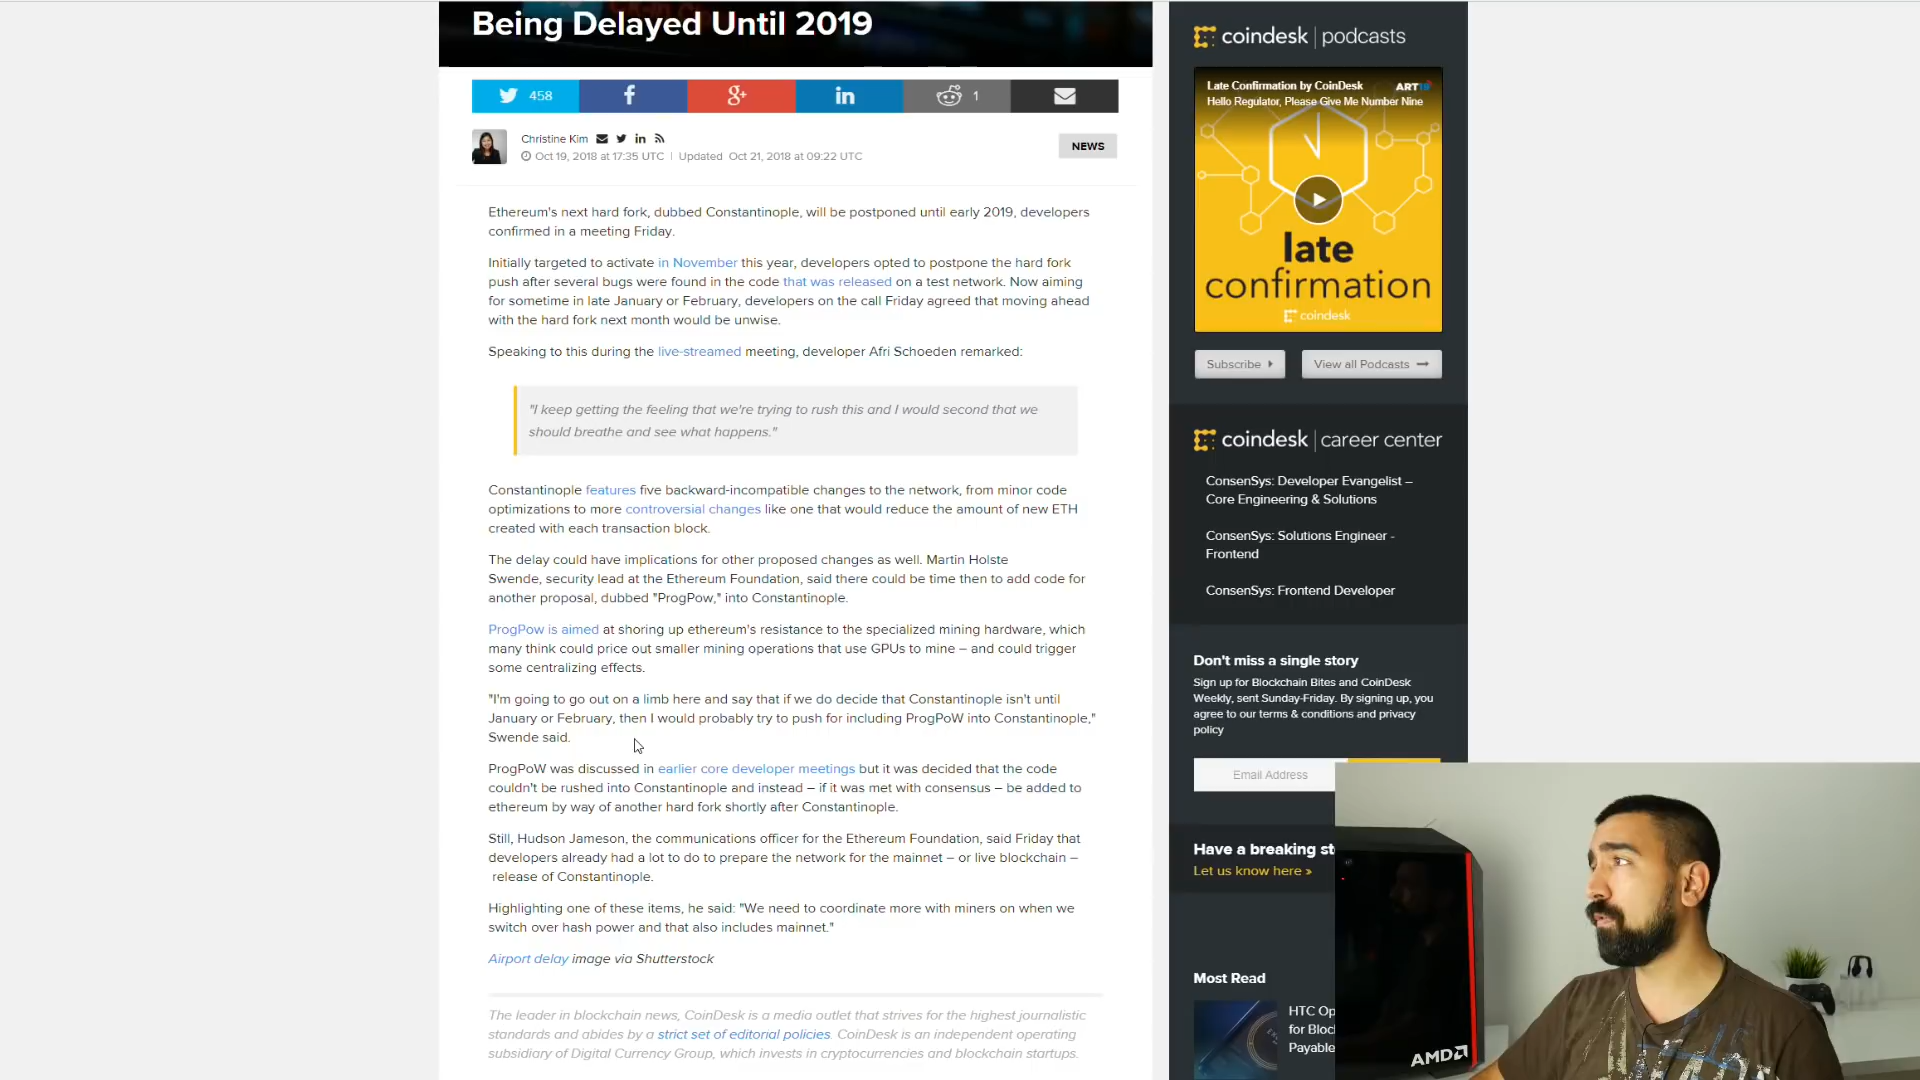 Being Delayed Until 2019
458
1
Christine Kim
Oct 19, 2018 at 17:35 UTC | Updated Oct 21, 2018 at 09:22 UTC
NEWS
Ethereum's next hard fork, dubbed Constantinople, will be postponed until early 2019, developers
confirmed in a meeting Friday.
Initially targeted to activate in November this year, developers opted to postpone the hard fork
push after several bugs were found in the code that was released on a test network. Now aiming
for sometime in late January or February, developers on the call Friday agreed that moving ahead
with the hard fork next month would be unwise.
Speaking to this during the live-streamed meeting, developer Afri Schoeden remarked:
"I keep getting the feeling that we're trying to rush this and I would second that we
should breathe and see what happens."
Constantinople features five backward-incompatible changes to the network, from minor code
optimizations to more controversial changes like one that would reduce the amount of new ETH
created with each transaction block.
The delay could have implications for other proposed changes as well. Martin Holste
Swende, security lead at the Ethereum Foundation, said there could be time then to add code for
another proposal, dubbed "ProgPow," into Constantinople.
ProgPow is aimed at shoring up ethereum's resistance to the specialized mining hardware, which
many think could price out smaller mining operations that use GPUs to mine – and could trigger
some centralizing effects.
"I'm going to go out on a limb here and say that if we do decide that Constantinople isn't until
January or February, then I would probably try to push for including ProgPoW into Constantinople,"
Swende said.
ProgPoW was discussed in earlier core developer meetings but it was decided that the code
couldn't be rushed into Constantinople and instead – if it was met with consensus – be added to
ethereum by way of another hard fork shortly after Constantinople.
Still, Hudson Jameson, the communications officer for the Ethereum Foundation, said Friday that
developers already had a lot to do to prepare the network for the mainnet – or live blockchain –
release of Constantinople.
Highlighting one of these items, he said: "We need to coordinate more with miners on when we
switch over hash power and that also includes mainnet."
Airport delay image via Shutterstock
The leader in blockchain news, CoinDesk is a media outlet that strives for the highest journalistic
standards and abides by a strict set of editorial policies. CoinDesk is an independent operating
subsidiary of Digital Currency Group, which invests in cryptocurrencies and blockchain startups.
coindesk | podcasts
Late Confirmation by CoinDesk
Hello Regulator, Please Give Me Number Nine
ART19
late
confirmation
coindesk
Subscribe
View all Podcasts
coindesk | career center
ConsenSys: Developer Evangelist –
Core Engineering & Solutions
ConsenSys: Solutions Engineer -
Frontend
ConsenSys: Frontend Developer
Don't miss a single story
Sign up for Blockchain Bites and CoinDesk
Weekly, sent Sunday-Friday. By signing up, you
agree to our terms & conditions and privacy
policy
Email Address
Have a breaking st
Let us know here »
Most Read
HTC Op
for Bloc
Payable
AMD